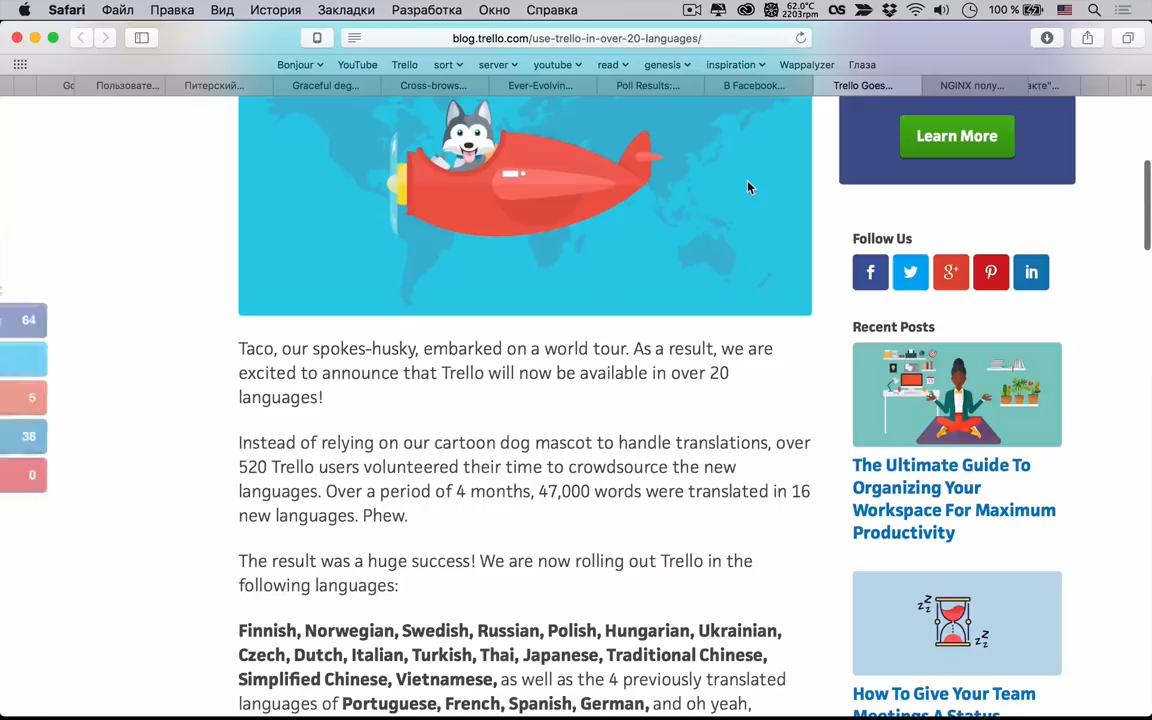 Safari Файл Правка Вид История Закладки Разработка Окно Справка 62.0°C 2203rpm 100 %
blog.trello.com/use-trello-in-over-20-languages/
Bonjour YouTube Trello sort server youtube read genesis inspiration Wappalyzer Глаза
Пользовате... Питерский... Graceful deg... Cross-brows... Ever-Evolvin... Poll Results:... В Facebook... Trello Goes... NGINX полу... акте"...
Learn More
Follow Us
Recent Posts
64
5
38
0
Taco, our spokes-husky, embarked on a world tour. As a result, we are
excited to announce that Trello will now be available in over 20
languages!
Instead of relying on our cartoon dog mascot to handle translations, over
520 Trello users volunteered their time to crowdsource the new
languages. Over a period of 4 months, 47,000 words were translated in 16
new languages. Phew.
The result was a huge success! We are now rolling out Trello in the
following languages:
Finnish, Norwegian, Swedish, Russian, Polish, Hungarian, Ukrainian,
Czech, Dutch, Italian, Turkish, Thai, Japanese, Traditional Chinese,
Simplified Chinese, Vietnamese, as well as the 4 previously translated
languages of Portuguese, French, Spanish, German, and oh yeah,
The Ultimate Guide To
Organizing Your
Workspace For Maximum
Productivity
How To Give Your Team
Meetings A Status